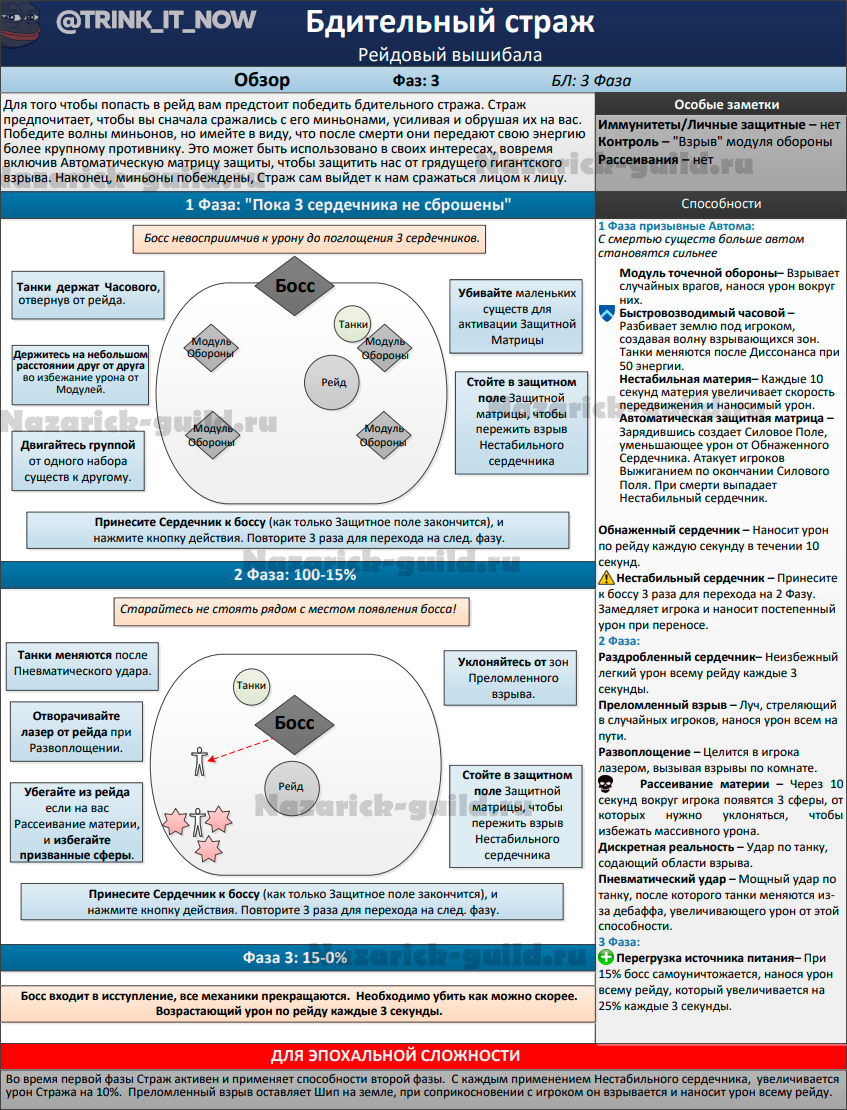 @TRINK_IT_NOW
Бдительный страж
Рейдовый вышибала
Обзор Фаз: 3 БЛ: 3 Фаза
Для того чтобы попасть в рейд вам предстоит победить бдительного стража. Страж
предпочитает, чтобы вы сначала сражались с его миньонами, усиливая и обрушая их на вас.
Победите волны миньонов, но имейте в виду, что после смерти они передают свою энергию
более крупному противнику. Это может быть использовано в своих интересах, вовремя
включив Автоматическую матрицу защиты, чтобы защитить нас от грядущего гигантского
взрыва. Наконец, миньоны побеждены, Страж сам выйдет к нам сражаться лицом к лицу.
Nazarick-guild.ru
Особые заметки
Иммунитеты/Личные защитные – нет
Контроль – "Взрыв" модуля обороны
Рассеивания – нет
Nazarick-guild.ru
1 Фаза: "Пока 3 сердечника не сброшены"
Босс невосприимчив к урону до поглощения 3 сердечников.
Танки держат Часового,
отвернув от рейда.
Держитесь на небольшом
расстоянии друг от друга
во избежание урона от
Модулей.
Двигайтесь группой
от одного набора
существ к другому.
Босс
Танки
Модуль
Обороны
Модуль
Обороны
Рейд
Модуль
Обороны
Модуль
Обороны
Убивайте маленьких
существ для
активации Защитной
Матрицы
Стойте в защитном
поле Защитной
матрицы, чтобы
пережить взрыв
Нестабильного
сердечника
Nazarick-guild.ru
Nazarick-guild.ru
Принесите Сердечник к боссу (как только Защитное поле закончится), и
нажмите кнопку действия. Повторите 3 раза для перехода на след. фазу.
Nazarick-guild.ru
2 Фаза: 100-15%
Старайтесь не стоять рядом с местом появления босса!
Танки меняются после
Пневматического удара.
Отворачивайте
лазер от рейда при
Развоплощении.
Убегайте из рейда
если на вас
Рассеивание материи,
и избегайте
призванные сферы.
Танки
Босс
Рейд
Уклоняйтесь от зон
Преломленного
взрыва.
Стойте в защитном
поле Защитной
матрицы, чтобы
пережить взрыв
Нестабильного
сердечника
Nazarick-guild.ru
Принесите Сердечник к боссу (как только Защитное поле закончится), и
нажмите кнопку действия. Повторите 3 раза для перехода на след. фазу.
Фаза 3: 15-0%
Nazarick-guild.ru
Босс входит в исступление, все механики прекращаются. Необходимо убить как можно скорее.
Возрастающий урон по рейду каждые 3 секунды.
Способности
1 Фаза призывные Автома:
С смертью существ больше автом
становятся сильнее
Модуль точечной обороны– Взрывает
случайных врагов, нанося урон вокруг
них.
Быстровозводимый часовой –
Разбивает землю под игроком,
создавая волну взрывающихся зон.
Танки меняются после Диссонанса при
50 энергии.
Нестабильная материя– Каждые 10
секунд материя увеличивает скорость
передвижения и наносимый урон.
Автоматическая защитная матрица –
Зарядившись создает Силовое Поле,
уменьшающее урон от Обнаженного
Сердечника. Атакует игроков
Выжиганием по окончании Силового
Поля. При смерти выпадает
Нестабильный сердечник.
Обнаженный сердечник – Наносит урон
по рейду каждую секунду в течении 10
секунд.
Нестабильный сердечник – Принесите
к боссу 3 раза для перехода на 2 Фазу.
Замедляет игрока и наносит постепенный
урон при переносе.
2 Фаза:
Раздробленный сердечник– Неизбежный
легкий урон всему рейду каждые 3
секунды.
Преломленный взрыв – Луч, стреляющий
в случайных игроков, нанося урон всем на
пути.
Развоплощение – Целится в игрока
лазером, вызывая взрывы по комнате.
Рассеивание материи – Через 10
секунд вокруг игрока появятся 3 сферы, от
которых нужно уклоняться, чтобы
избежать массивного урона.
Дискретная реальность – Удар по танку,
содающий области взрыва.
Пневматический удар – Мощный удар по
танку, после которого танки меняются из-
за дебаффа, увеличивающего урон от этой
способности.
3 Фаза:
Перегрузка источника питания– При
15% босс самоуничтожается, нанося урон
всему рейду, который увеличивается на
25% каждые 3 секунды.
ДЛЯ ЭПОХАЛЬНОЙ СЛОЖНОСТИ
Во время первой фазы Страж активен и применяет способности второй фазы. С каждым применением Нестабильного сердечника, увеличивается
урон Стража на 10%. Преломленный взрыв оставляет Шип на земле, при соприкосновении с игроком он взрывается и наносит урон всему рейду.